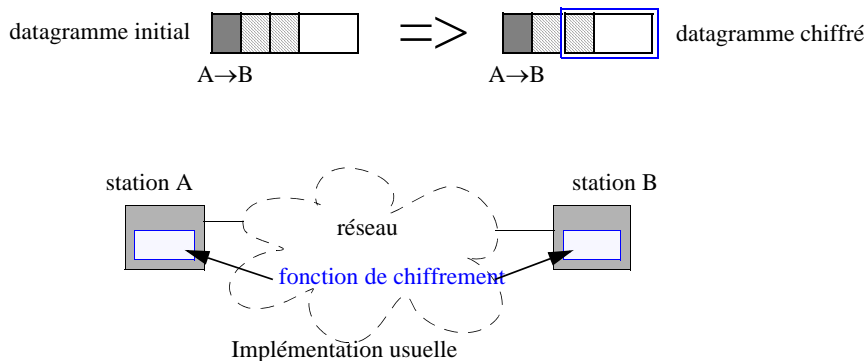 datagramme initial
=>
datagramme chiffré
A→B
A→B
station A
station B
réseau
fonction de chiffrement
Implémentation usuelle